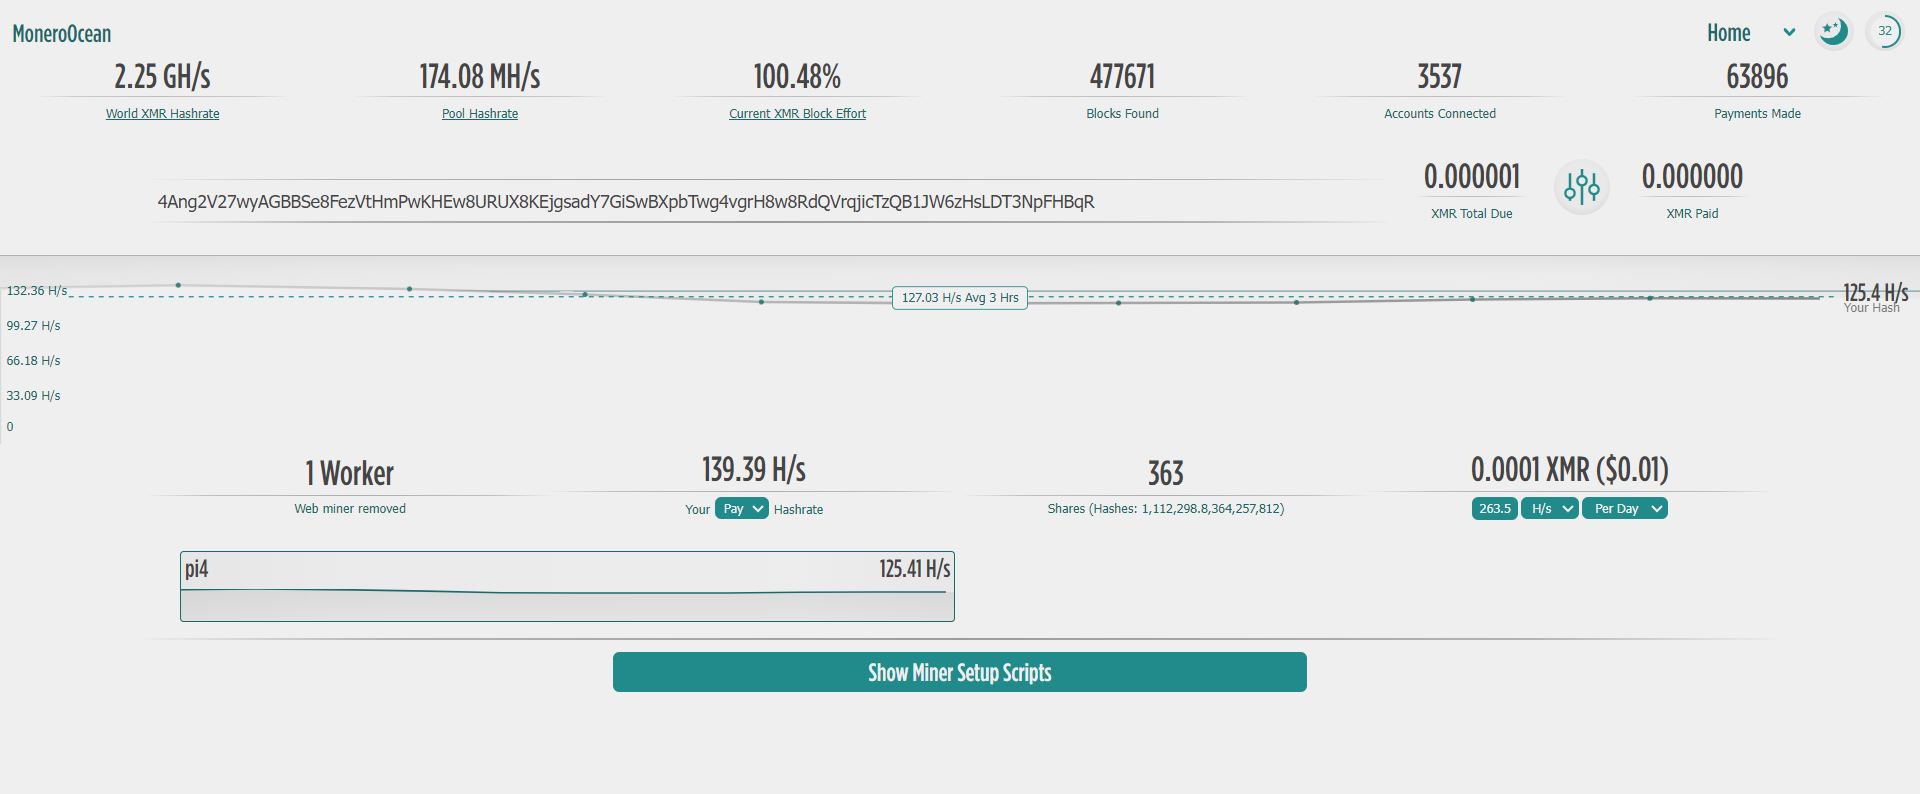 MoneroOcean
Home
32
2.25 GH/s
World XMR Hashrate
174.08 MH/s
Pool Hashrate
100.48%
Current XMR Block Effort
477671
Blocks Found
3537
Accounts Connected
63896
Payments Made
4Ang2V27wyAGBBSe8FezVtHmPwKHEw8URUX8KEjgsadY7GiSwBXpbTwg4vgrH8w8RdQVrqjicTzQB1JW6zHsLDT3NpFHBqR
0.000001
XMR Total Due
0.000000
XMR Paid
132.36 H/s
99.27 H/s
66.18 H/s
33.09 H/s
0
127.03 H/s Avg 3 Hrs
125.4 H/s
Your Hash
1 Worker
Web miner removed
139.39 H/s
Your Pay Hashrate
363
Shares (Hashes: 1,112,298.8,364,257,812)
0.0001 XMR ($0.01)
263.5 H/s Per Day
pi4 125.41 H/s
Show Miner Setup Scripts